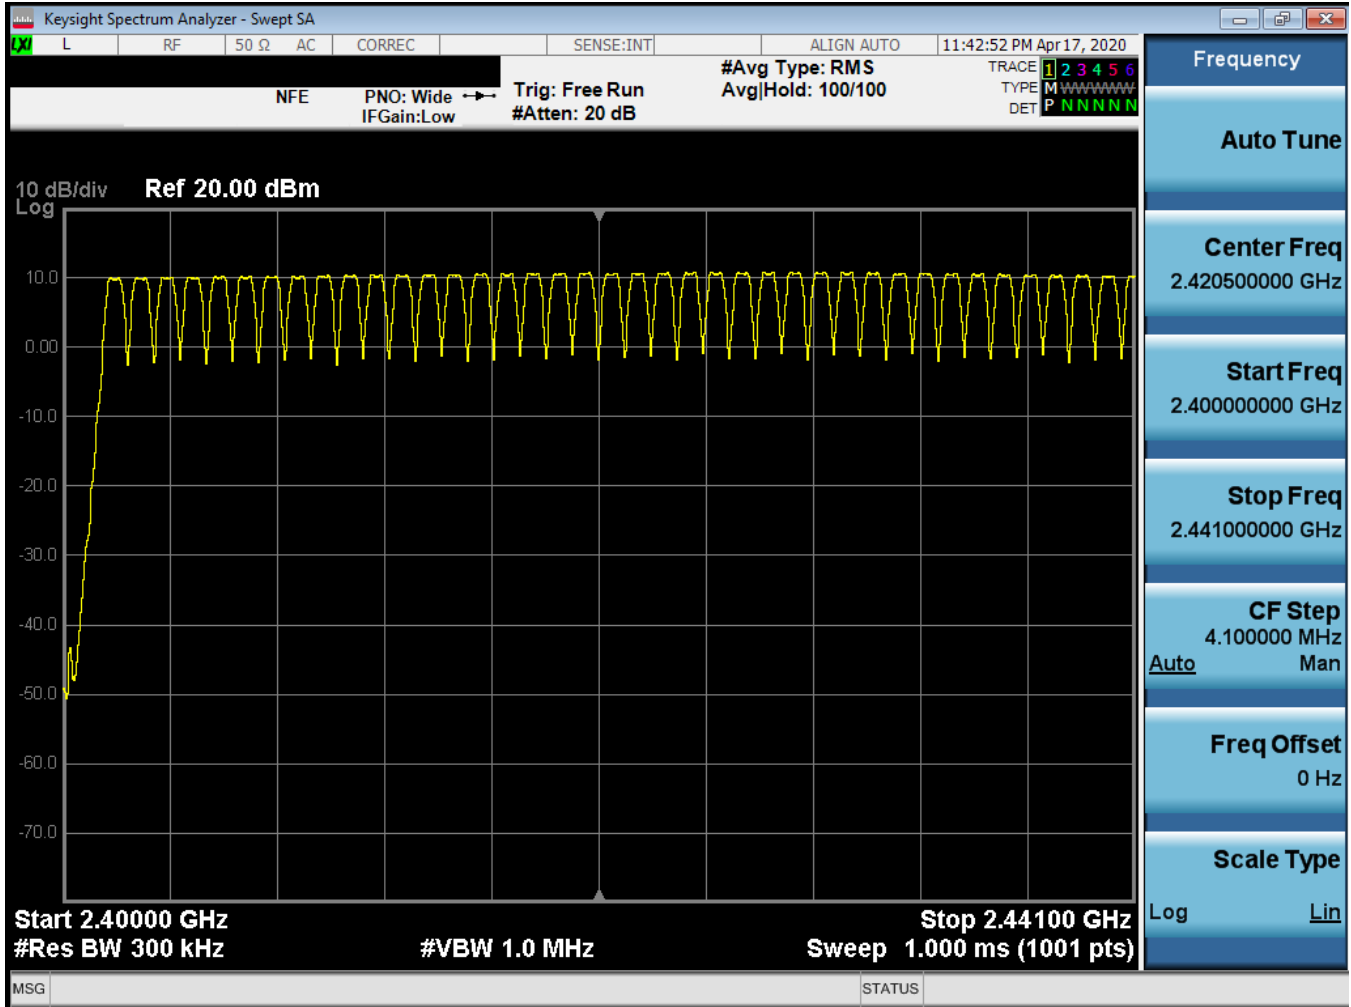 Keysight Spectrum Analyzer - Swept SA
LXI L RF 50 Ω AC CORREC SENSE:INT ALIGN AUTO 11:42:52 PM Apr 17, 2020
NFE PNO: Wide IFGain:Low
Trig: Free Run
#Atten: 20 dB
#Avg Type: RMS
Avg|Hold: 100/100
TRACE 1 2 3 4 5 6
TYPE M WWWWW
DET P N N N N N
10 dB/div Ref 20.00 dBm
Log
10.0
0.00
-10.0
-20.0
-30.0
-40.0
-50.0
-60.0
-70.0
Start 2.40000 GHz Stop 2.44100 GHz
#Res BW 300 kHz #VBW 1.0 MHz Sweep 1.000 ms (1001 pts)
MSG STATUS
Frequency
Auto Tune
Center Freq
2.420500000 GHz
Start Freq
2.400000000 GHz
Stop Freq
2.441000000 GHz
CF Step
4.100000 MHz
Auto Man
Freq Offset
0 Hz
Scale Type
Log Lin